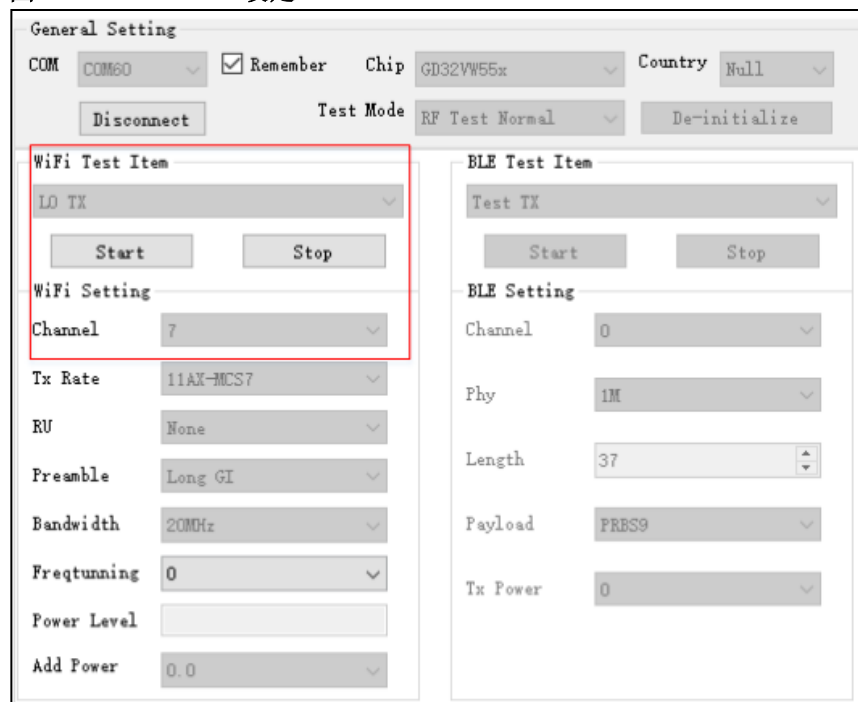 General Setting
COM COM60 Remember Chip GD32VW55x Country Null
Disconnect Test Mode RF Test Normal De-initialize
WiFi Test Item
LO TX
Start Stop
WiFi Setting
Channel 7
Tx Rate 11AX-MCS7
RU None
Preamble Long GI
Bandwidth 20MHz
Freqtunning 0
Power Level
Add Power 0.0
BLE Test Item
Test TX
Start Stop
BLE Setting
Channel 0
Phy 1M
Length 37
Payload PRBS9
Tx Power 0